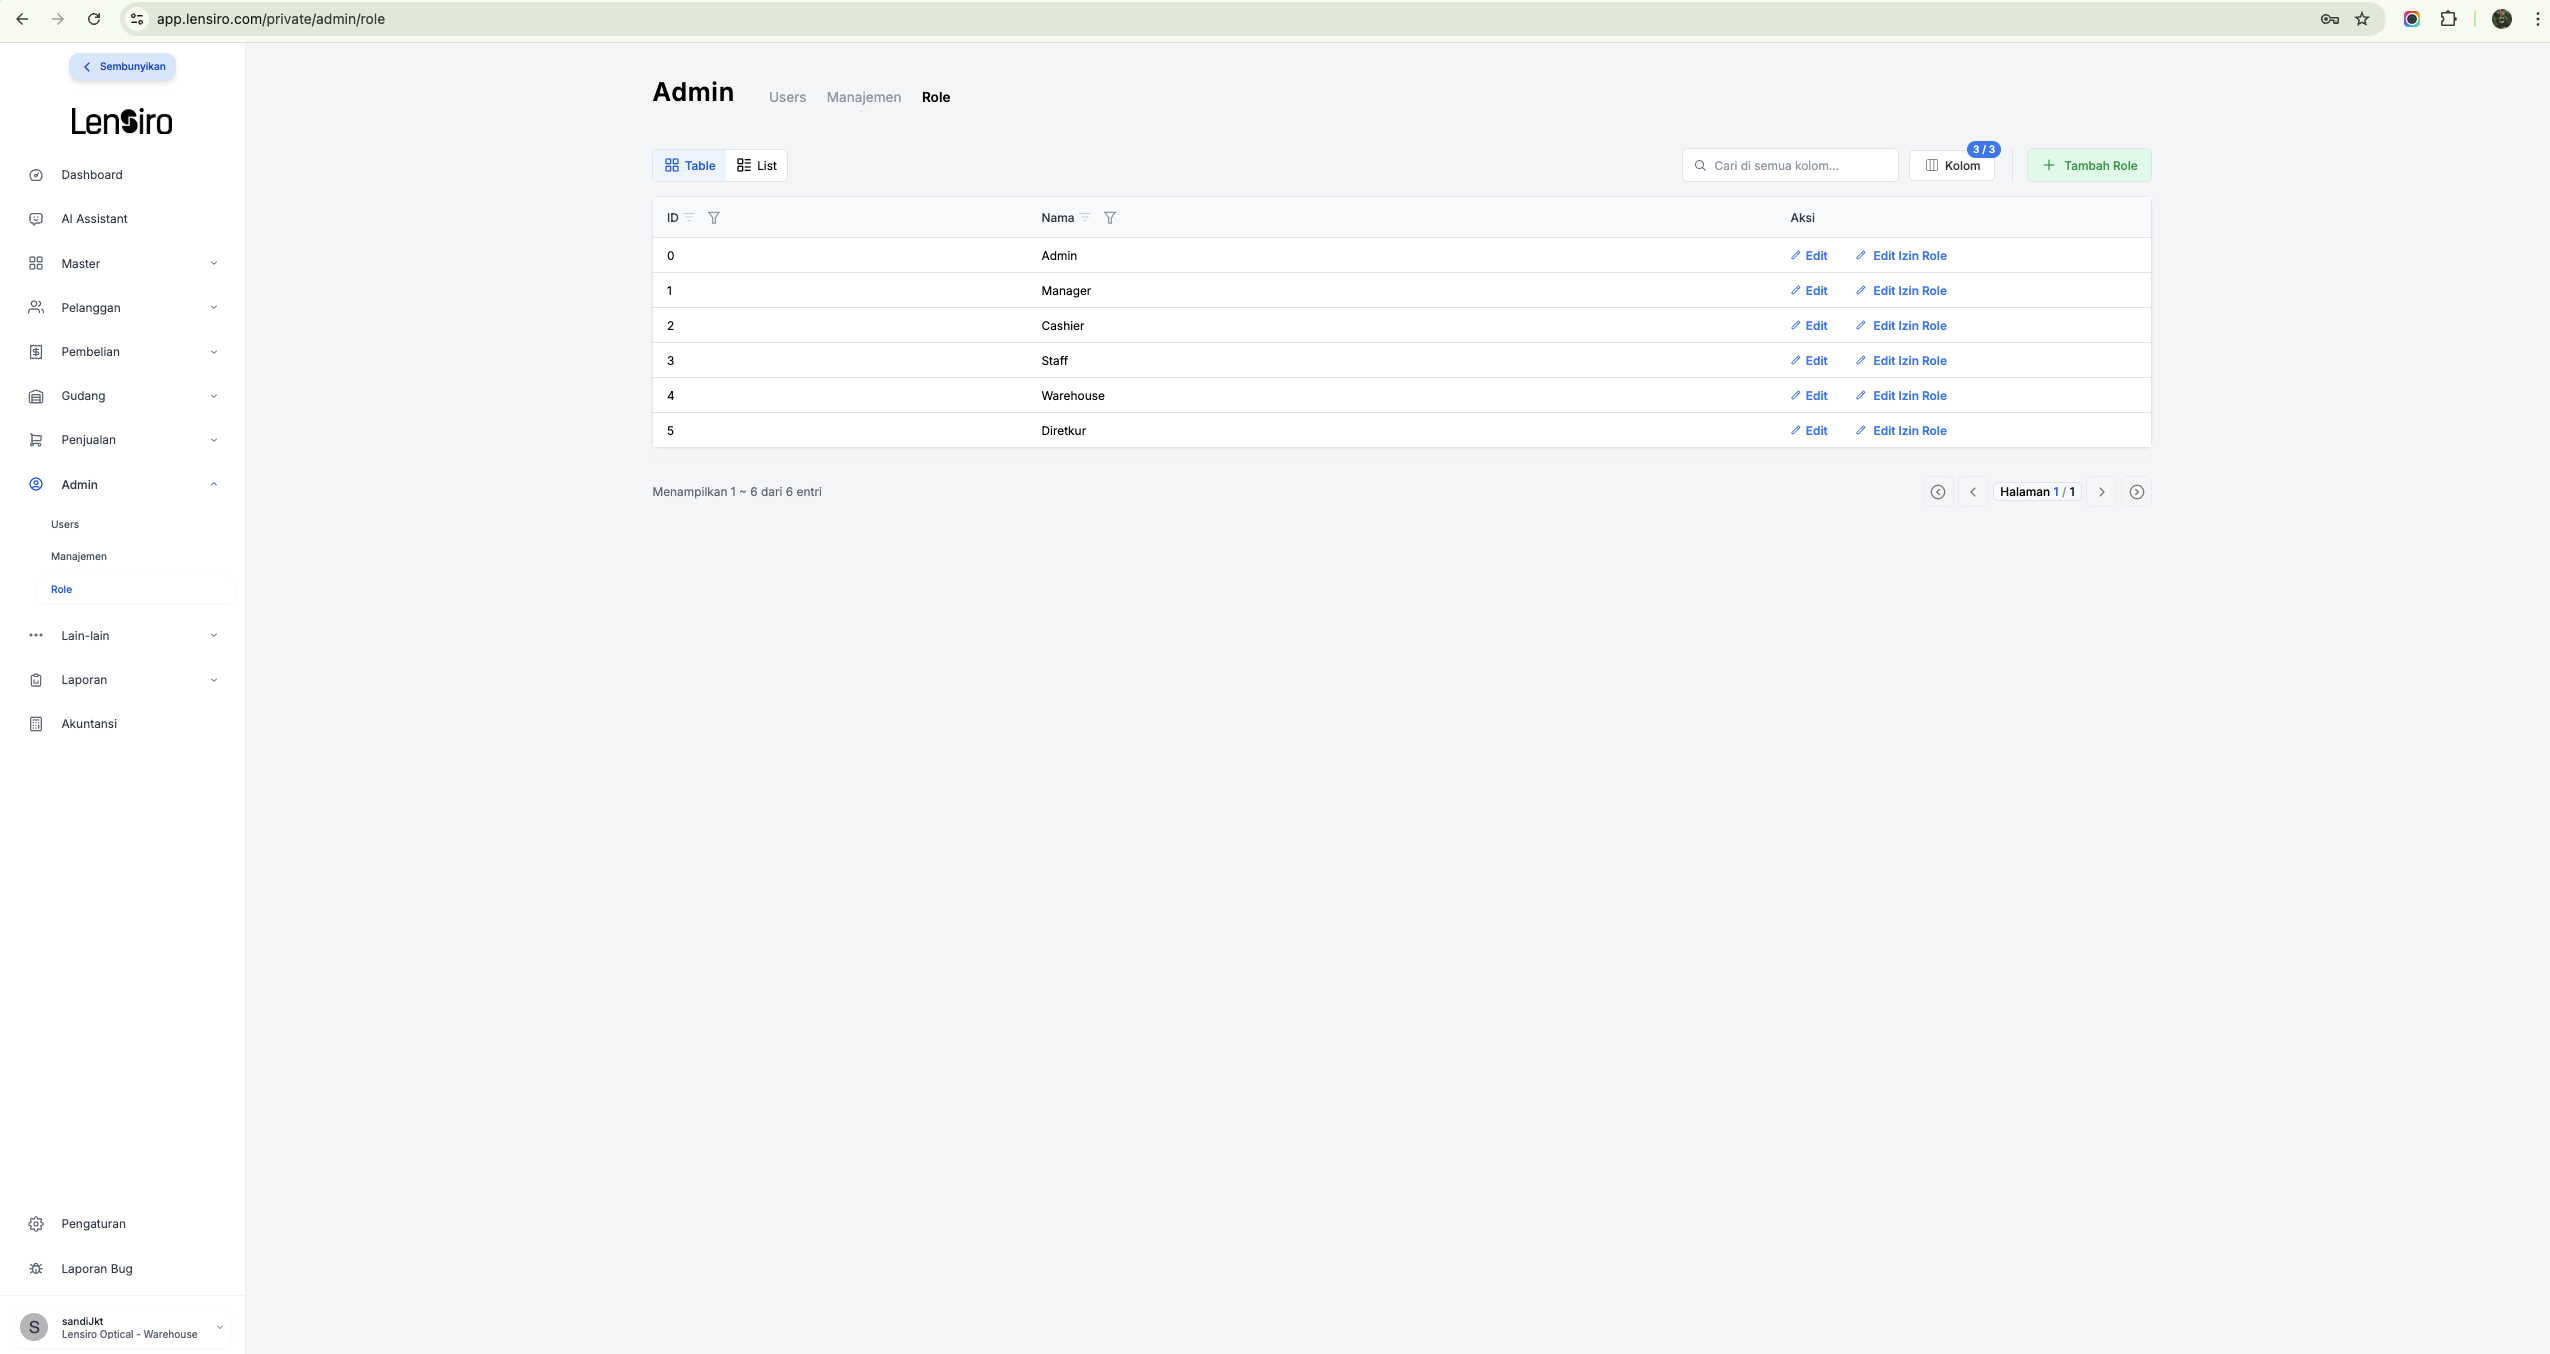 app.lensiro.com/private/admin/role
Sembunyikan
Lensiro
Dashboard
AI Assistant
Master
Pelanggan
Pembelian
Gudang
Penjualan
Admin
Users
Manajemen
Role
Lain-lain
Laporan
Akuntansi
Pengaturan
Laporan Bug
S
sandiJkt
Lensiro Optical - Warehouse
Admin Users Manajemen Role
Table List
Cari di semua kolom... Kolom 3 / 3 Tambah Role
ID Nama Aksi
0 Admin Edit Edit Izin Role
1 Manager Edit Edit Izin Role
2 Cashier Edit Edit Izin Role
3 Staff Edit Edit Izin Role
4 Warehouse Edit Edit Izin Role
5 Diretkur Edit Edit Izin Role
Menampilkan 1 ~ 6 dari 6 entri
Halaman 1 / 1